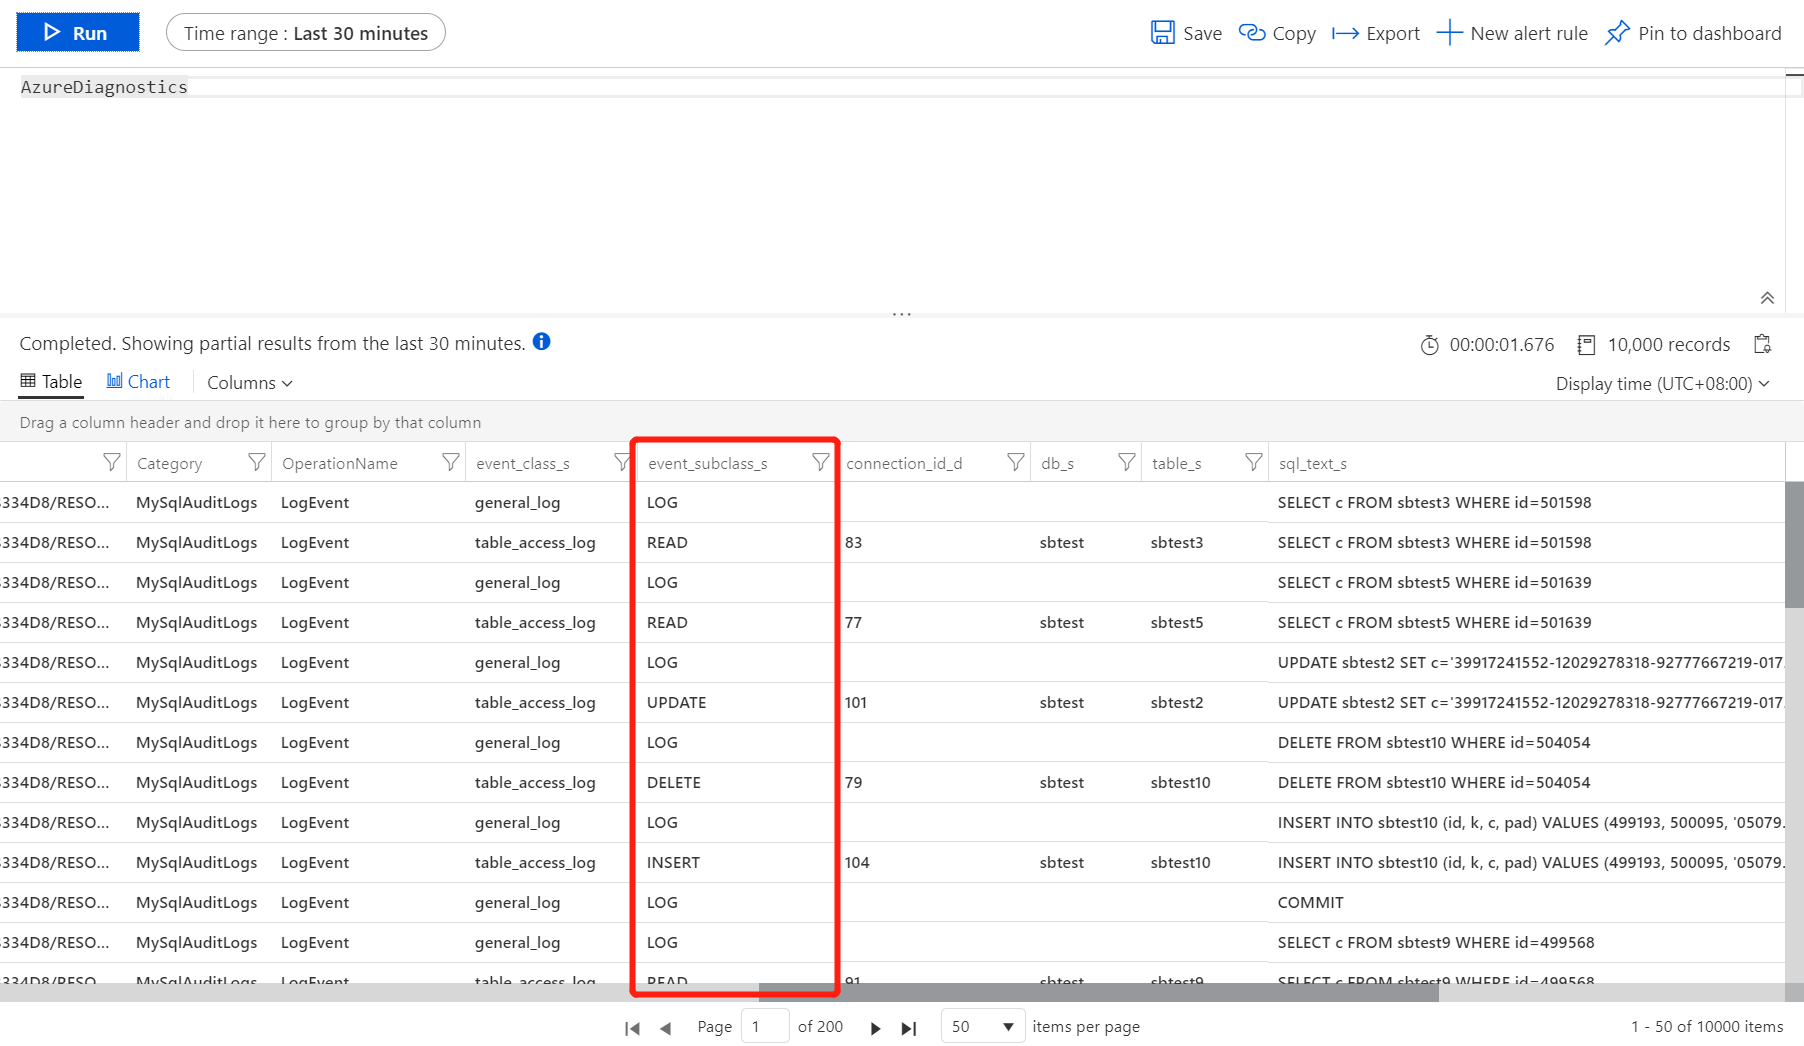 Run Time range : Last 30 minutes Save Copy Export New alert rule Pin to dashboard
AzureDiagnostics
Completed. Showing partial results from the last 30 minutes. 00:00:01.676 10,000 records
Table Chart Columns Display time (UTC+08:00)
Drag a column header and drop it here to group by that column
Category OperationName event_class_s event_subclass_s connection_id_d db_s table_s sql_text_s
334D8/RESO... MySqlAuditLogs LogEvent general_log LOG SELECT c FROM sbtest3 WHERE id=501598
334D8/RESO... MySqlAuditLogs LogEvent table_access_log READ 83 sbtest sbtest3 SELECT c FROM sbtest3 WHERE id=501598
334D8/RESO... MySqlAuditLogs LogEvent general_log LOG SELECT c FROM sbtest5 WHERE id=501639
334D8/RESO... MySqlAuditLogs LogEvent table_access_log READ 77 sbtest sbtest5 SELECT c FROM sbtest5 WHERE id=501639
334D8/RESO... MySqlAuditLogs LogEvent general_log LOG UPDATE sbtest2 SET c='39917241552-12029278318-92777667219-017
334D8/RESO... MySqlAuditLogs LogEvent table_access_log UPDATE 101 sbtest sbtest2 UPDATE sbtest2 SET c='39917241552-12029278318-92777667219-017
334D8/RESO... MySqlAuditLogs LogEvent general_log LOG DELETE FROM sbtest10 WHERE id=504054
334D8/RESO... MySqlAuditLogs LogEvent table_access_log DELETE 79 sbtest sbtest10 DELETE FROM sbtest10 WHERE id=504054
334D8/RESO... MySqlAuditLogs LogEvent general_log LOG INSERT INTO sbtest10 (id, k, c, pad) VALUES (499193, 500095, '05079.
334D8/RESO... MySqlAuditLogs LogEvent table_access_log INSERT 104 sbtest sbtest10 INSERT INTO sbtest10 (id, k, c, pad) VALUES (499193, 500095, '05079.
334D8/RESO... MySqlAuditLogs LogEvent general_log LOG COMMIT
334D8/RESO... MySqlAuditLogs LogEvent general_log LOG SELECT c FROM sbtest9 WHERE id=499568
334D8/RESO... MySqlAuditLogs LogEvent table_access_log READ 91 sbtest sbtest9 SELECT c FROM sbtest9 WHERE id=499568
Page 1 of 200 50 items per page 1 - 50 of 10000 items